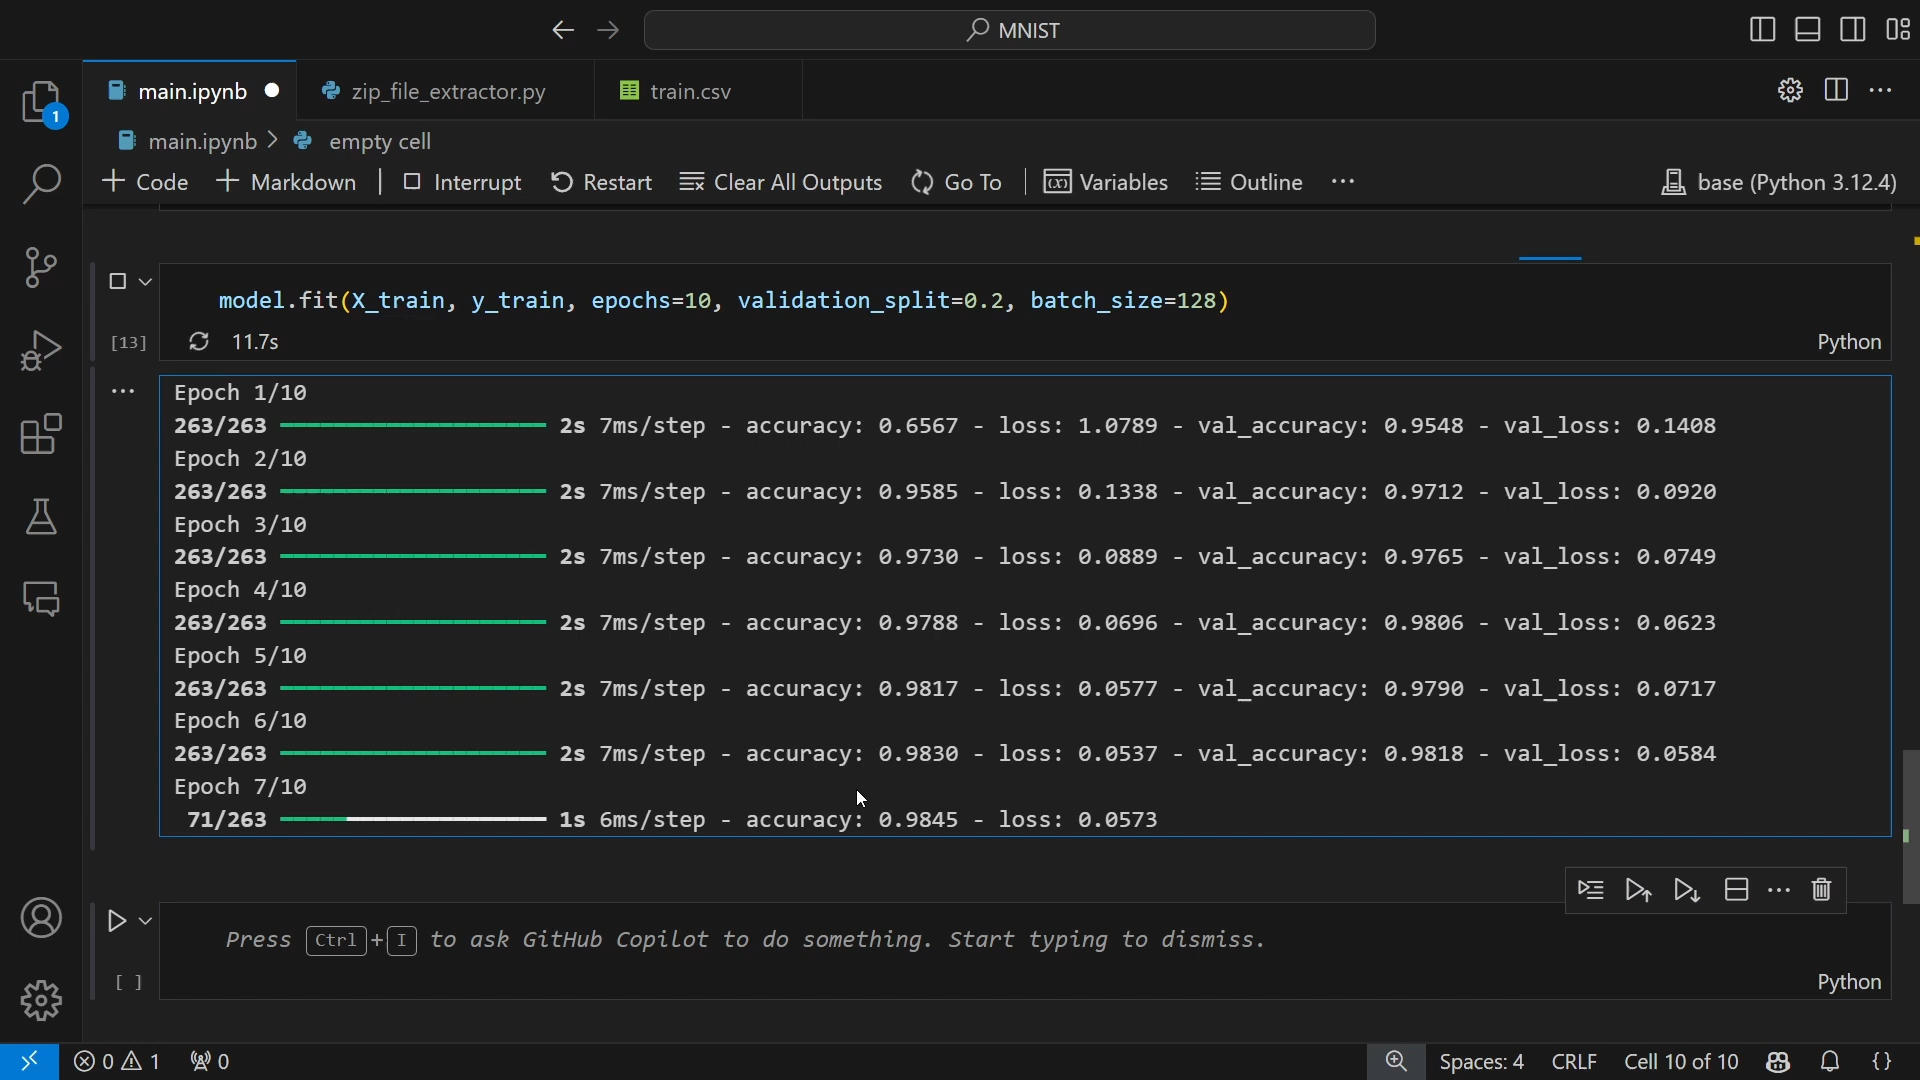 MNIST
main.ipynb
zip_file_extractor.py
train.csv
1
main.ipynb > empty cell
+ Code + Markdown | Interrupt Restart Clear All Outputs Go To | Variables Outline ...
base (Python 3.12.4)
model.fit(X_train, y_train, epochs=10, validation_split=0.2, batch_size=128)
[13]
11.7s
Python
Epoch 1/10
263/263 2s 7ms/step - accuracy: 0.6567 - loss: 1.0789 - val_accuracy: 0.9548 - val_loss: 0.1408
Epoch 2/10
263/263 2s 7ms/step - accuracy: 0.9585 - loss: 0.1338 - val_accuracy: 0.9712 - val_loss: 0.0920
Epoch 3/10
263/263 2s 7ms/step - accuracy: 0.9730 - loss: 0.0889 - val_accuracy: 0.9765 - val_loss: 0.0749
Epoch 4/10
263/263 2s 7ms/step - accuracy: 0.9788 - loss: 0.0696 - val_accuracy: 0.9806 - val_loss: 0.0623
Epoch 5/10
263/263 2s 7ms/step - accuracy: 0.9817 - loss: 0.0577 - val_accuracy: 0.9790 - val_loss: 0.0717
Epoch 6/10
263/263 2s 7ms/step - accuracy: 0.9830 - loss: 0.0537 - val_accuracy: 0.9818 - val_loss: 0.0584
Epoch 7/10
71/263 1s 6ms/step - accuracy: 0.9845 - loss: 0.0573
Press Ctrl+I to ask GitHub Copilot to do something. Start typing to dismiss.
[ ]
Python
0 1 0
Spaces: 4 CRLF Cell 10 of 10 {}